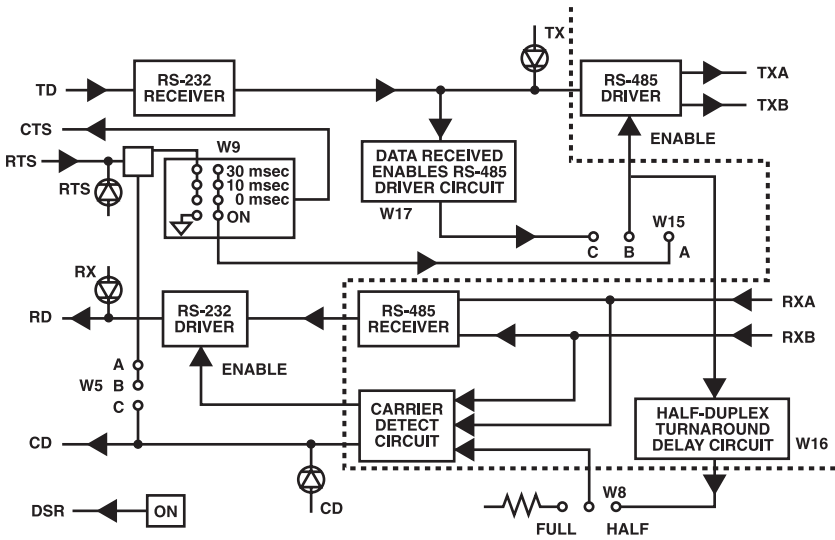 TX
TD
RS-232
RECEIVER
RS-485
DRIVER
TXA
TXB
CTS
ENABLE
RTS
RTS
W9
30 msec
10 msec
0 msec
ON
DATA RECEIVED
ENABLES RS-485
DRIVER CIRCUIT
W17
C
B
W15
A
RX
RD
RS-232
DRIVER
RS-485
RECEIVER
RXA
RXB
ENABLE
A
W5 B
C
CARRIER
DETECT
CIRCUIT
HALF-DUPLEX
TURNAROUND
DELAY CIRCUIT
W16
CD
CD
DSR
ON
W8
FULL
HALF